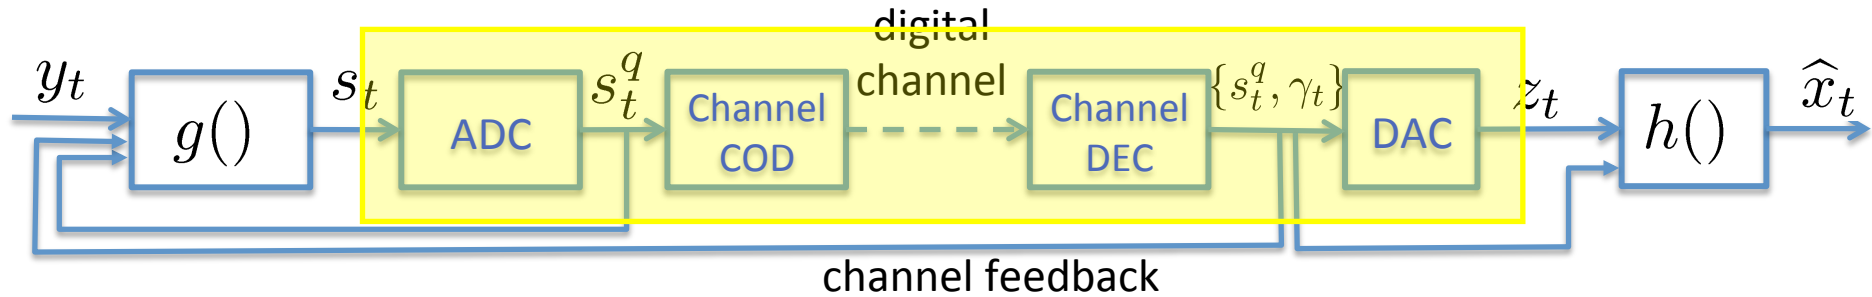 digital
channel
y_t
g()
s_t
ADC
s_t^q
Channel
COD
Channel
DEC
{s_t^q, γ_t}
DAC
z_t
h()
x̂_t
channel feedback